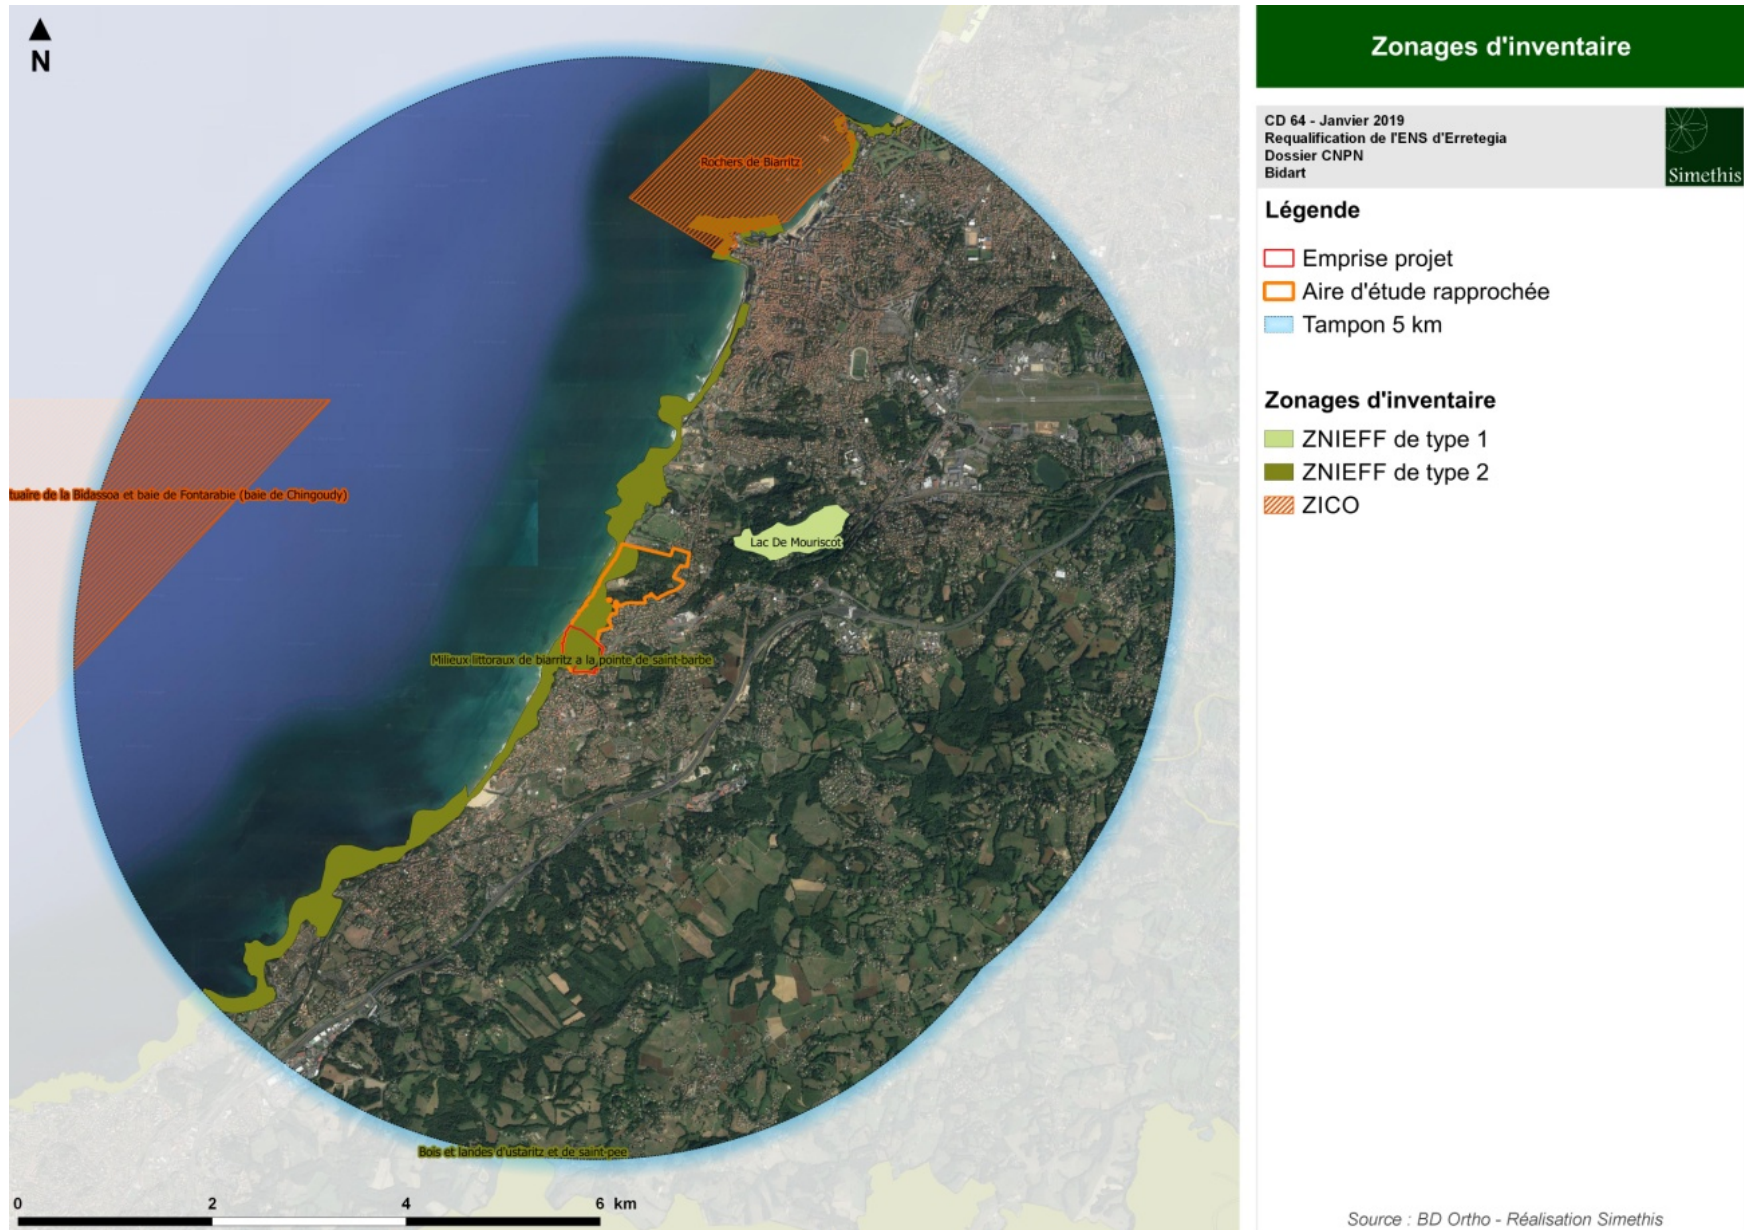 N
Rochers de Biarritz
tuaire de la Bidassoa et baie de Fontarabie (baie de Chingoudy)
Lac De Mouriscot
Milieux littoraux de biarritz a la pointe de saint-barbe
Bois et landes d'ustaritz et de saint-pee
0 2 4 6 km
Zonages d'inventaire
CD 64 - Janvier 2019
Requalification de l'ENS d'Erretegia
Dossier CNPN
Bidart
Simethis
Légende
Emprise projet
Aire d'étude rapprochée
Tampon 5 km
Zonages d'inventaire
ZNIEFF de type 1
ZNIEFF de type 2
ZICO
Source : BD Ortho - Réalisation Simethis